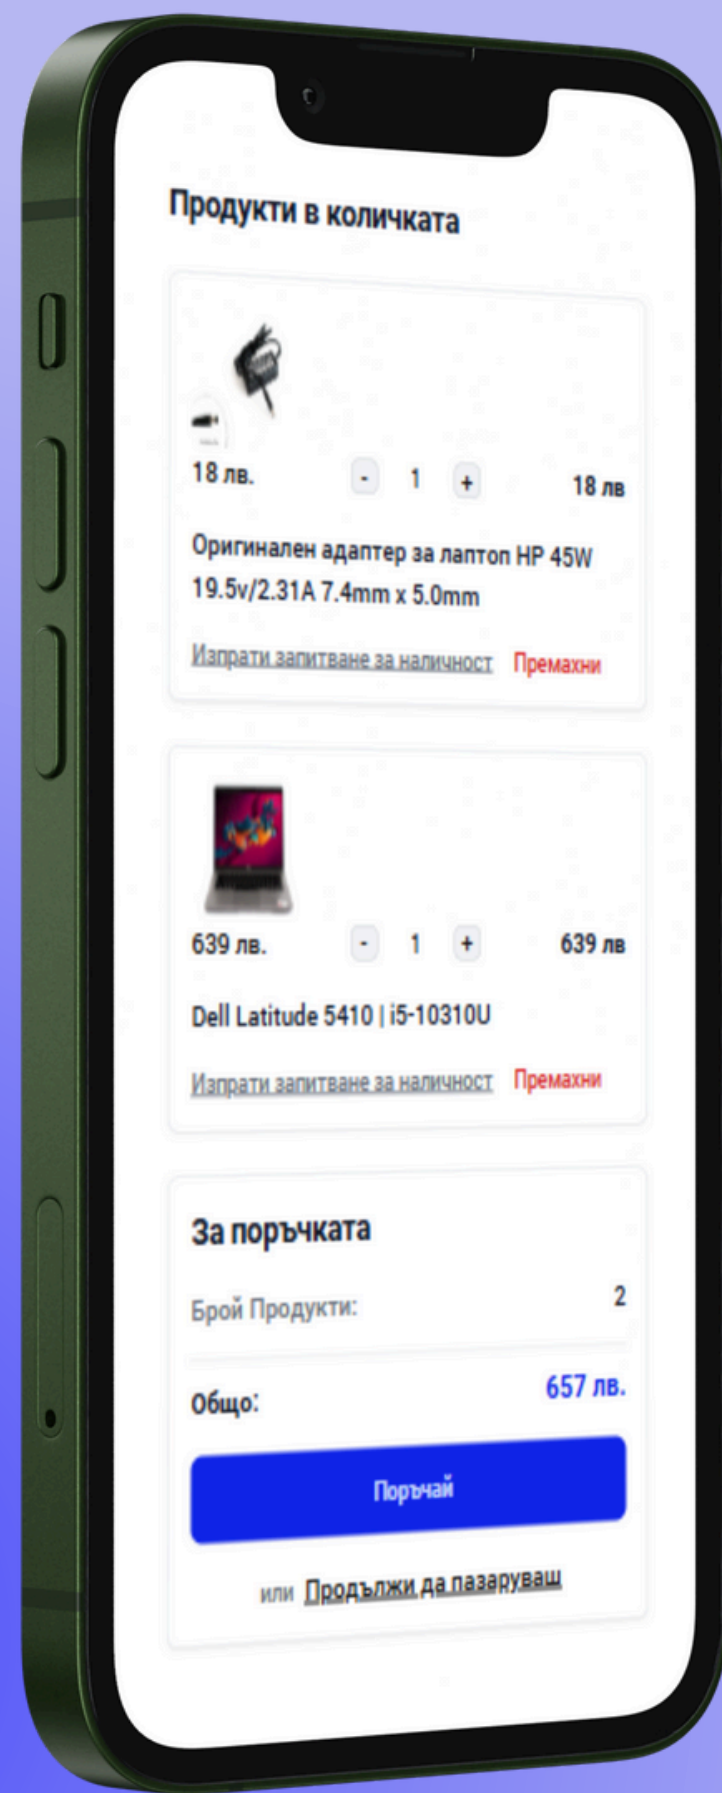 Продукти в количката
18 лв.
- 1 +
18 лв
Оригинален адаптер за лаптоп HP 45W
19.5v/2.31A 7.4mm x 5.0mm
Изпрати запитване за наличност Премахни
639 лв.
- 1 +
639 лв
Dell Latitude 5410 | i5-10310U
Изпрати запитване за наличност Премахни
За поръчката
Брой Продукти: 2
Общо: 657 лв.
Поръчай
или Продължи да пазаруваш